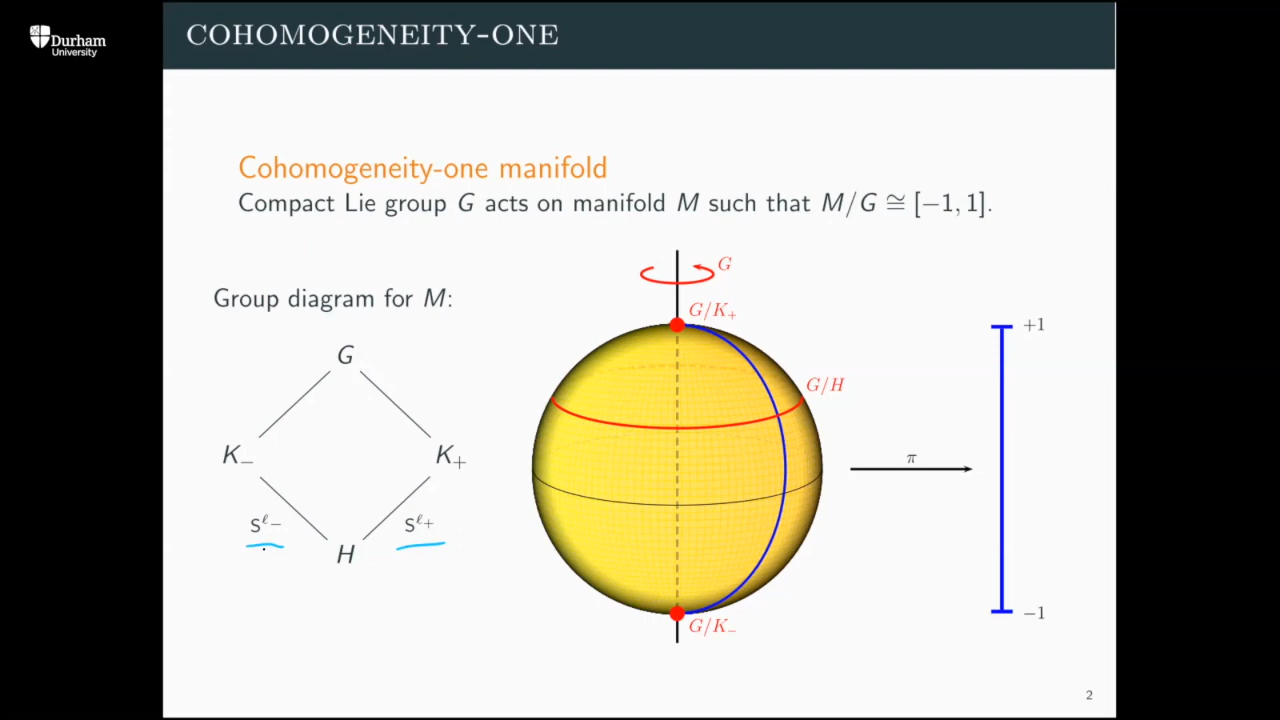 Durham
University
COHOMOGENEITY-ONE
Cohomogeneity-one manifold
Compact Lie group G acts on manifold M such that M/G ≅ [−1, 1].
Group diagram for M:
G
K₋
K₊
S^ℓ₋
S^ℓ₊
H
G
G/K₊
G/H
G/K₋
π
+1
−1
2